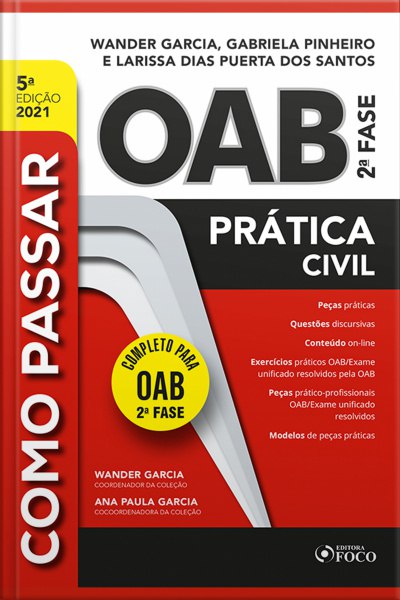 WANDER GARCIA, GABRIELA PINHEIRO
E LARISSA DIAS PUERTA DOS SANTOS
5ª
EDIÇÃO
2021
OAB
2ª FASE
COMO PASSAR
PRÁTICA
CIVIL
Peças práticas
Questões discursivas
Conteúdo on-line
Exercícios práticos OAB/Exame
unificado resolvidos pela OAB
Peças prático-profissionais
OAB/Exame unificado
resolvidos
Modelos de peças práticas
COMPLETO PARA
OAB
2ª FASE
WANDER GARCIA
COORDENADOR DA COLEÇÃO
ANA PAULA GARCIA
COCOORDENADORA DA COLEÇÃO
EDITORA
FOCO